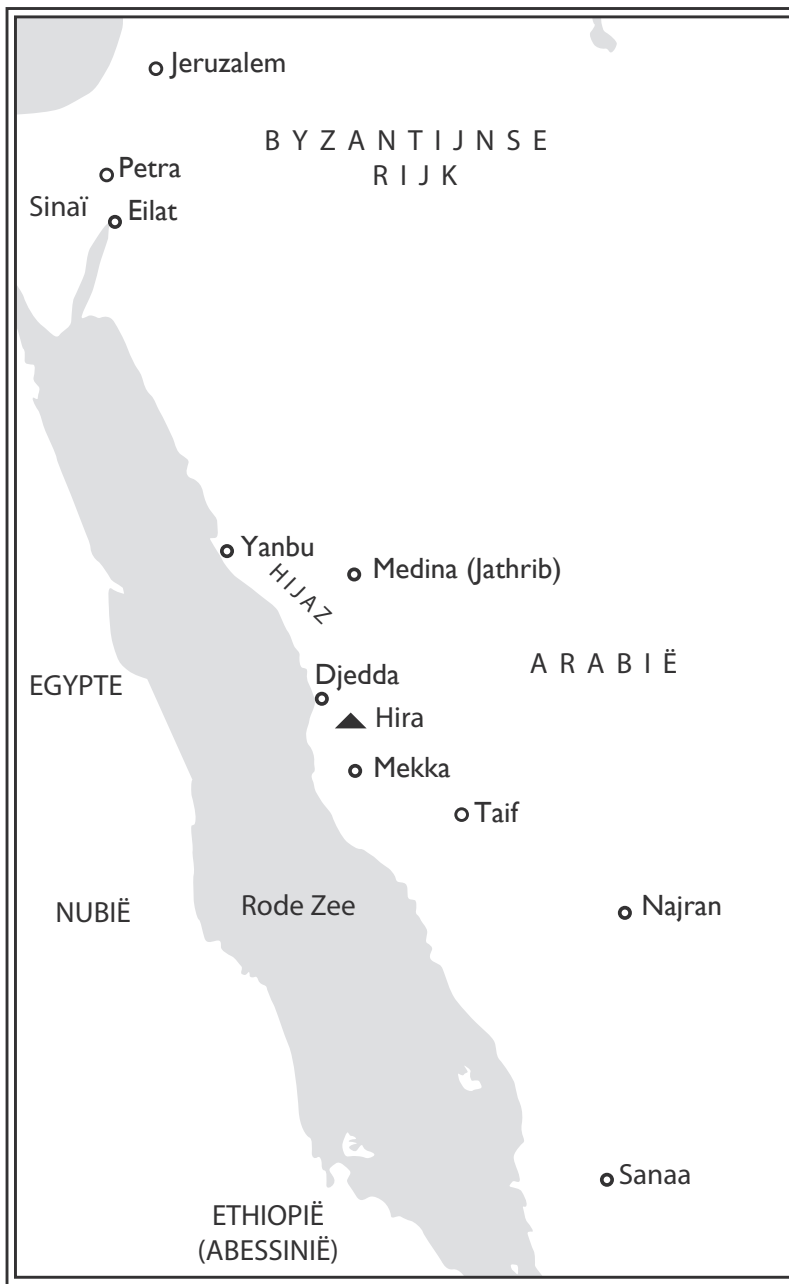 Jeruzalem
BYZANTIJNSE
RIJK
Petra
Sinaï
Eilat
Yanbu
HIJAZ
Medina (Jathrib)
ARABIË
EGYPTE
Djedda
Hira
Mekka
Taif
NUBIË
Rode Zee
Najran
Sanaa
ETHIOPIË
(ABESSINIË)